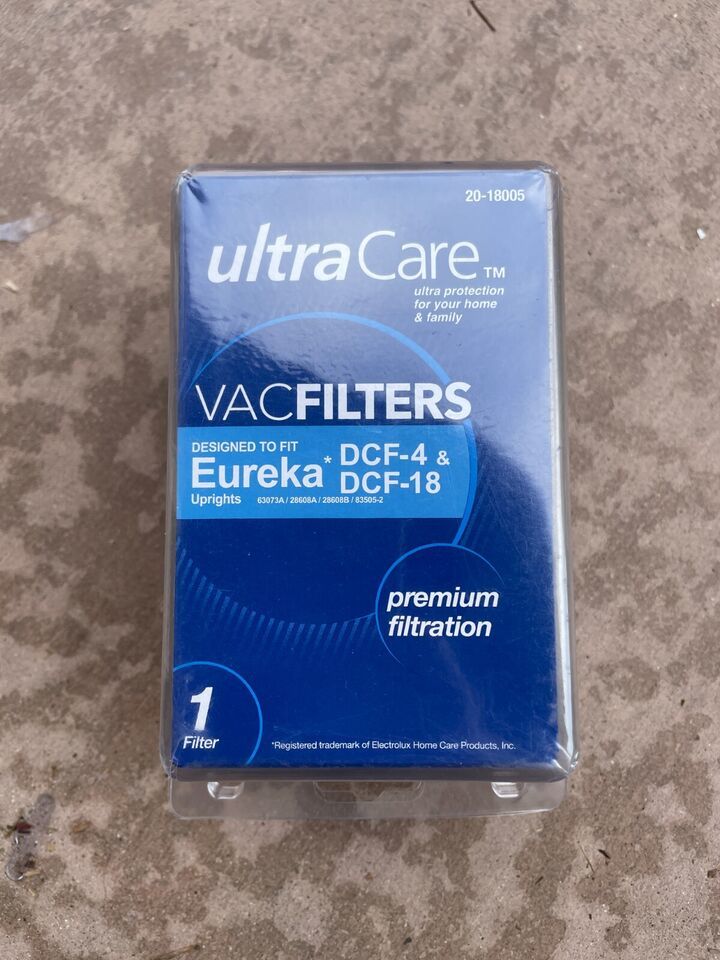 20-18005
ultraCare™
ultra protection
for your home
& family
VACFILTERS
DESIGNED TO FIT
Eureka* DCF-4 &
DCF-18
Uprights 63073A / 28608A / 28608B / 83505-2
premium
filtration
1
Filter
*Registered trademark of Electrolux Home Care Products, Inc.